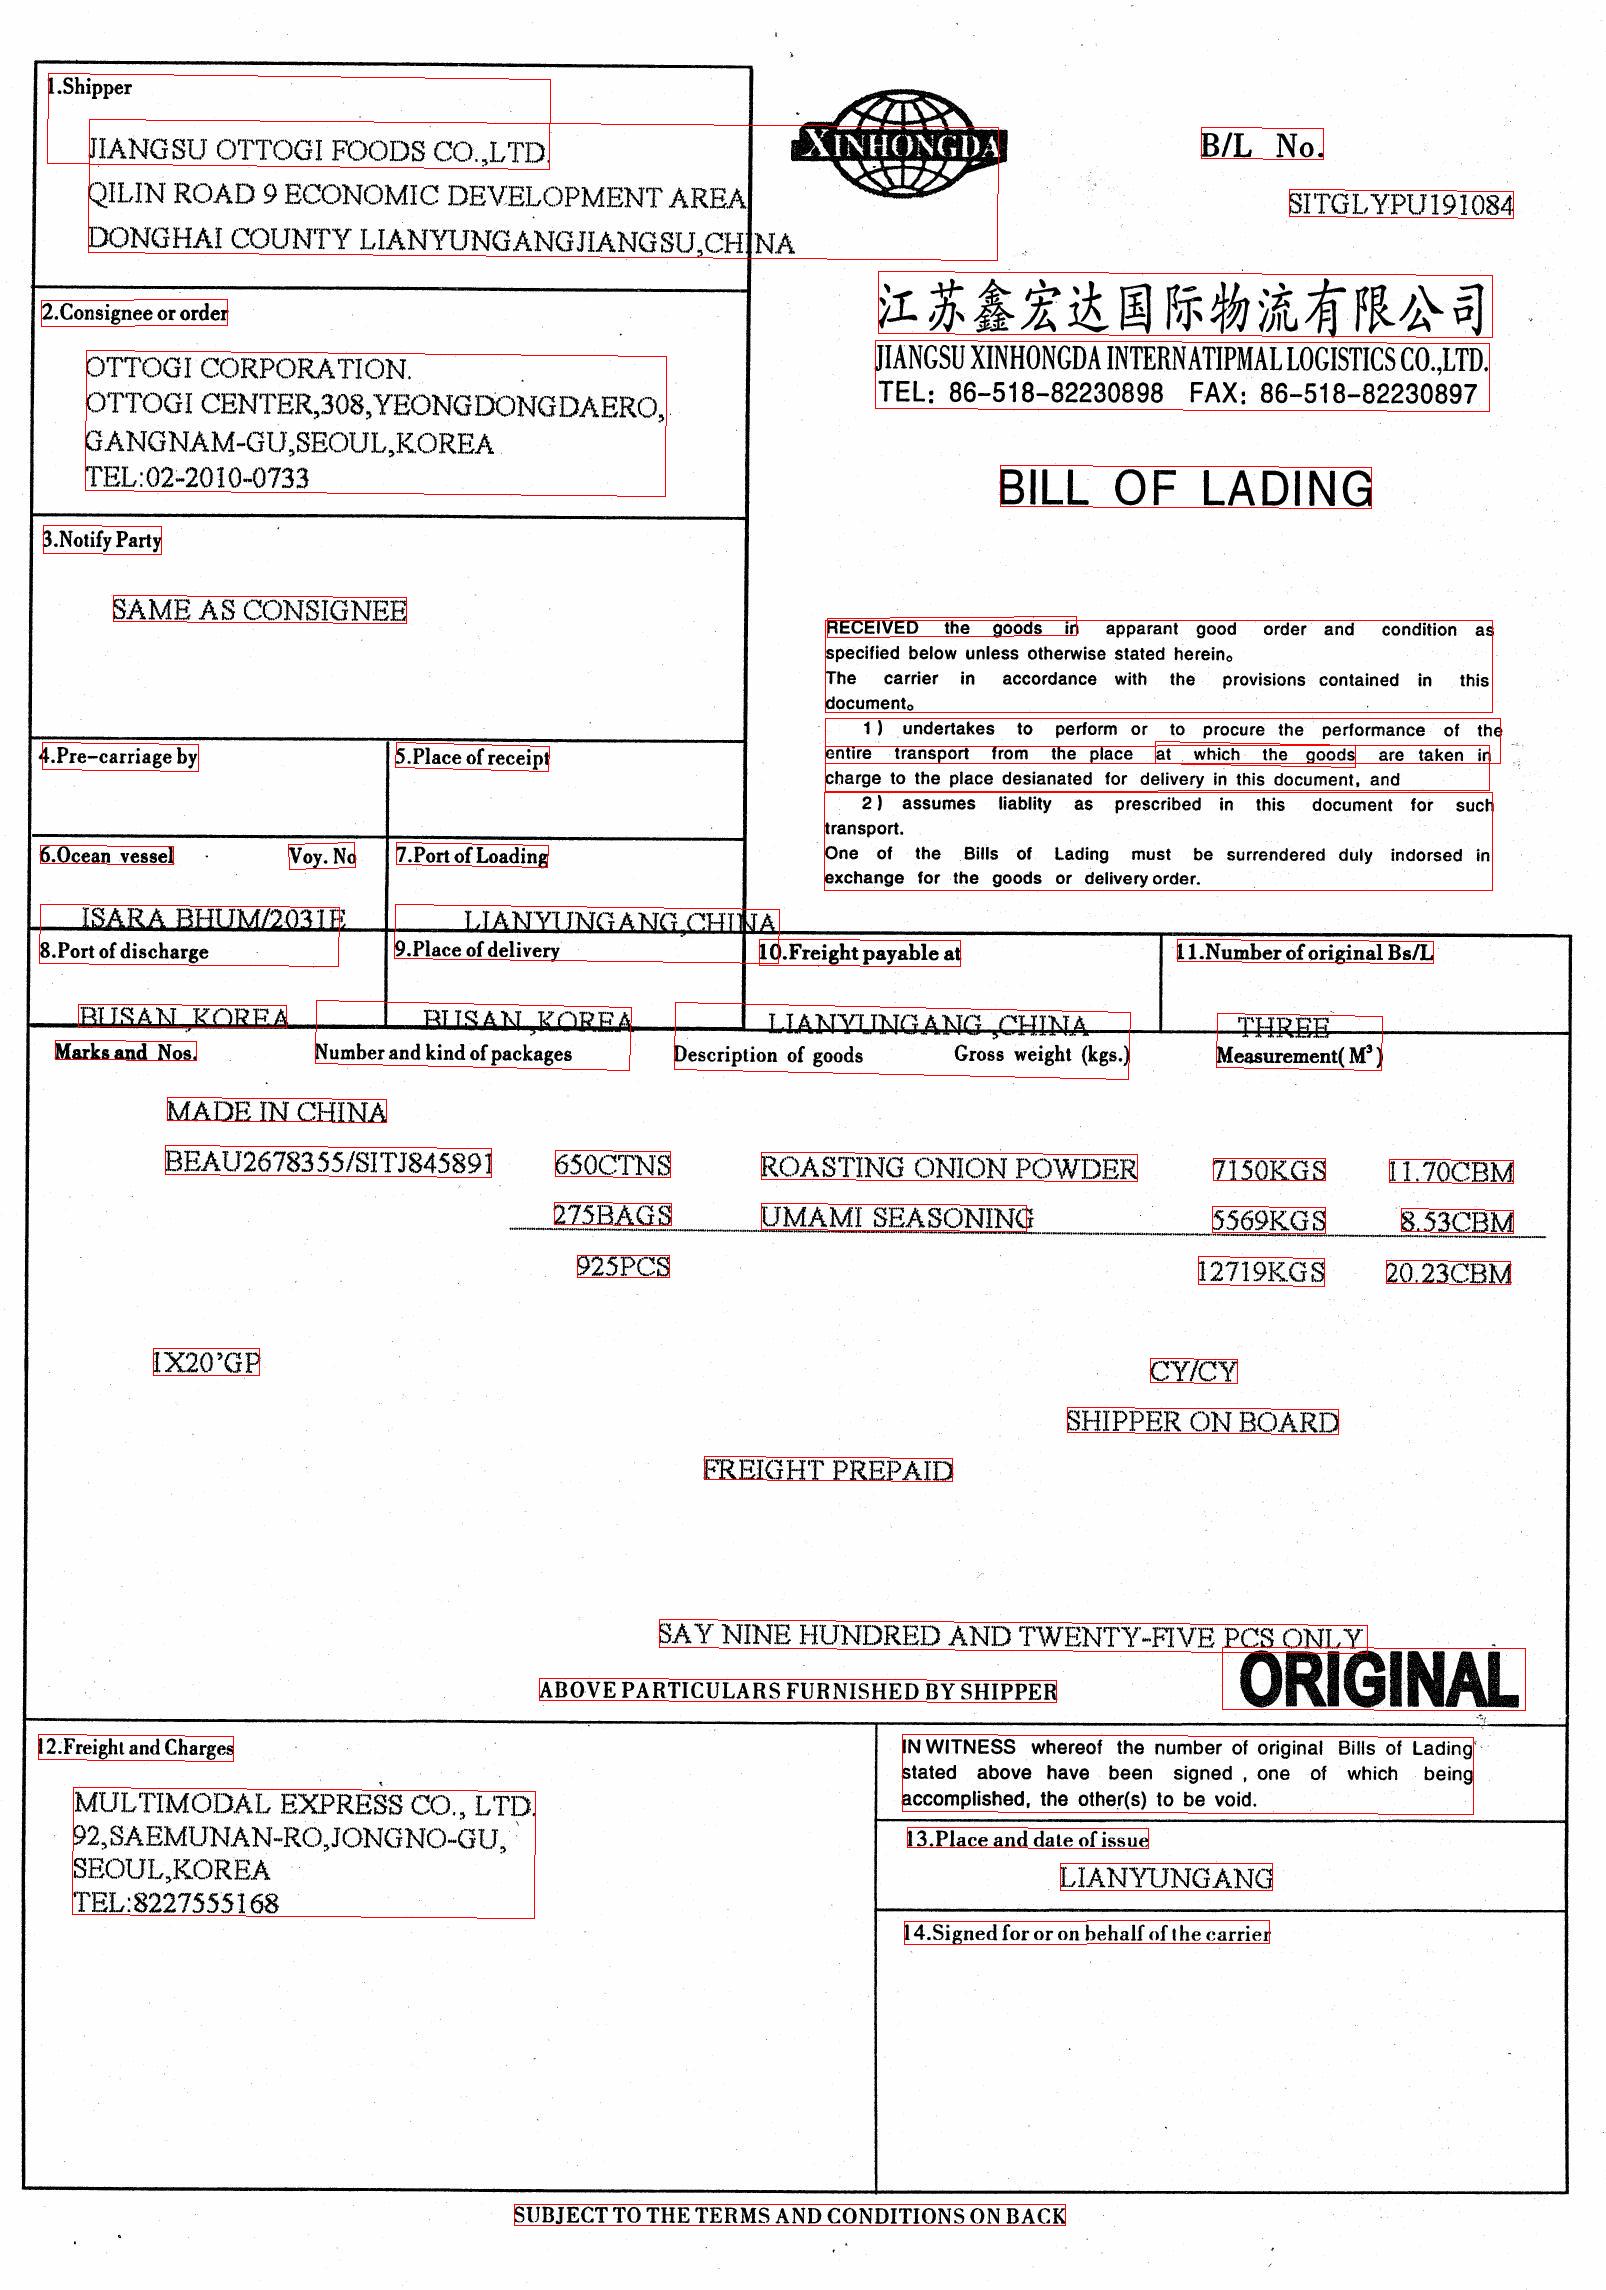 1.Shipper
JIANGSU OTTOGI FOODS CO.,LTD.
QILIN ROAD 9 ECONOMIC DEVELOPMENT AREA
DONGHAI COUNTY LIANYUNGANGJIANGSU,CHINA
XINHONGDA
B/L No.
SITGLYPU191084
江苏鑫宏达国际物流有限公司
JIANGSU XINHONGDA INTERNATIPMAL LOGISTICS CO.,LTD.
TEL: 86-518-82230898 FAX: 86-518-82230897
2.Consignee or order
OTTOGI CORPORATION.
OTTOGI CENTER,308,YEONGDONGDAERO,
GANGNAM-GU,SEOUL,KOREA
TEL:02-2010-0733
BILL OF LADING
3.Notify Party
SAME AS CONSIGNEE
RECEIVED the goods in apparant good order and condition as
specified below unless otherwise stated herein。
The carrier in accordance with the provisions contained in this
document。
1) undertakes to perform or to procure the performance of the
entire transport from the place at which the goods are taken in
charge to the place desianated for delivery in this document, and
2) assumes liablity as prescribed in this document for such
transport.
One of the Bills of Lading must be surrendered duly indorsed in
exchange for the goods or delivery order.
4.Pre-carriage by 5.Place of receipt
6.Ocean vessel Voy. No 7.Port of Loading
ISARA BHUM/2031E LIANYUNGANG,CHINA
8.Port of discharge 9.Place of delivery 10.Freight payable at 11.Number of original Bs/L
BUSAN ,KOREA BUSAN ,KOREA LIANYUNGANG ,CHINA THREE
Marks and Nos. Number and kind of packages Description of goods Gross weight (kgs.) Measurement( M³ )
MADE IN CHINA
BEAU2678355/SITJ845891 650CTNS ROASTING ONION POWDER 7150KGS 11.70CBM
275BAGS UMAMI SEASONING 5569KGS 8.53CBM
925PCS 12719KGS 20.23CBM
1X20'GP CY/CY
SHIPPER ON BOARD
FREIGHT PREPAID
SAY NINE HUNDRED AND TWENTY-FIVE PCS ONLY
ORIGINAL
ABOVE PARTICULARS FURNISHED BY SHIPPER
12.Freight and Charges
MULTIMODAL EXPRESS CO., LTD.
92,SAEMUNAN-RO,JONGNO-GU,
SEOUL,KOREA
TEL:8227555168
IN WITNESS whereof the number of original Bills of Lading
stated above have been signed , one of which being
accomplished, the other(s) to be void.
13.Place and date of issue
LIANYUNGANG
14.Signed for or on behalf of the carrier
SUBJECT TO THE TERMS AND CONDITIONS ON BACK